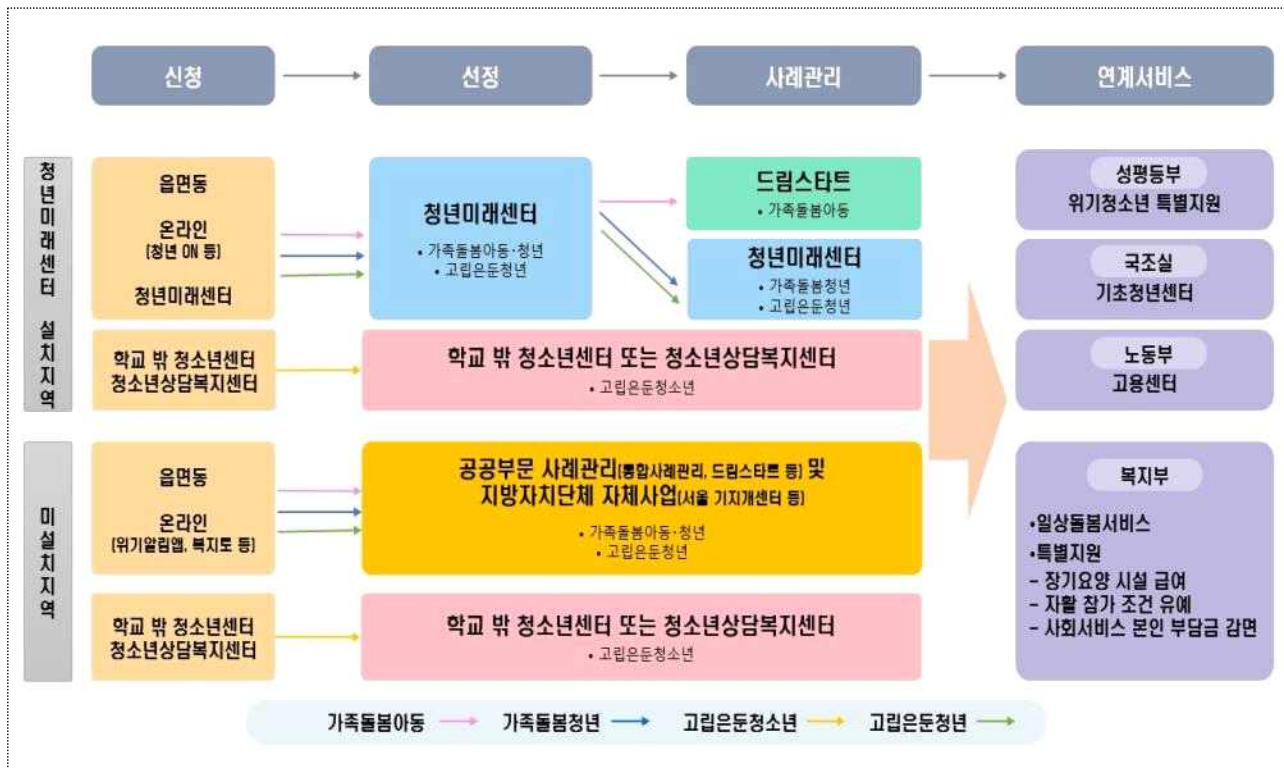 신청
선정
사례관리
연계서비스
청년미래센터 설치지역
읍면동
온라인
(청년 ON 등)
청년미래센터
청년미래센터
• 가족돌봄아동·청년
• 고립은둔청년
드림스타트
• 가족돌봄아동
청년미래센터
• 가족돌봄청년
• 고립은둔청년
학교 밖 청소년센터
청소년상담복지센터
학교 밖 청소년센터 또는 청소년상담복지센터
• 고립은둔청소년
성평등부
위기청소년 특별지원
국조실
기초청년센터
노동부
고용센터
미설치지역
읍면동
온라인
(위기알림앱, 복지로 등)
공공부문 사례관리(통합사례관리, 드림스타트 등) 및
지방자치단체 자체사업(서울 기지개센터 등)
• 가족돌봄아동·청년
• 고립은둔청년
학교 밖 청소년센터
청소년상담복지센터
학교 밖 청소년센터 또는 청소년상담복지센터
• 고립은둔청소년
복지부
•일상돌봄서비스
•특별지원
- 장기요양 시설 급여
- 자활 참가 조건 유예
- 사회서비스 본인 부담금 감면
가족돌봄아동 가족돌봄청년 고립은둔청소년 고립은둔청년